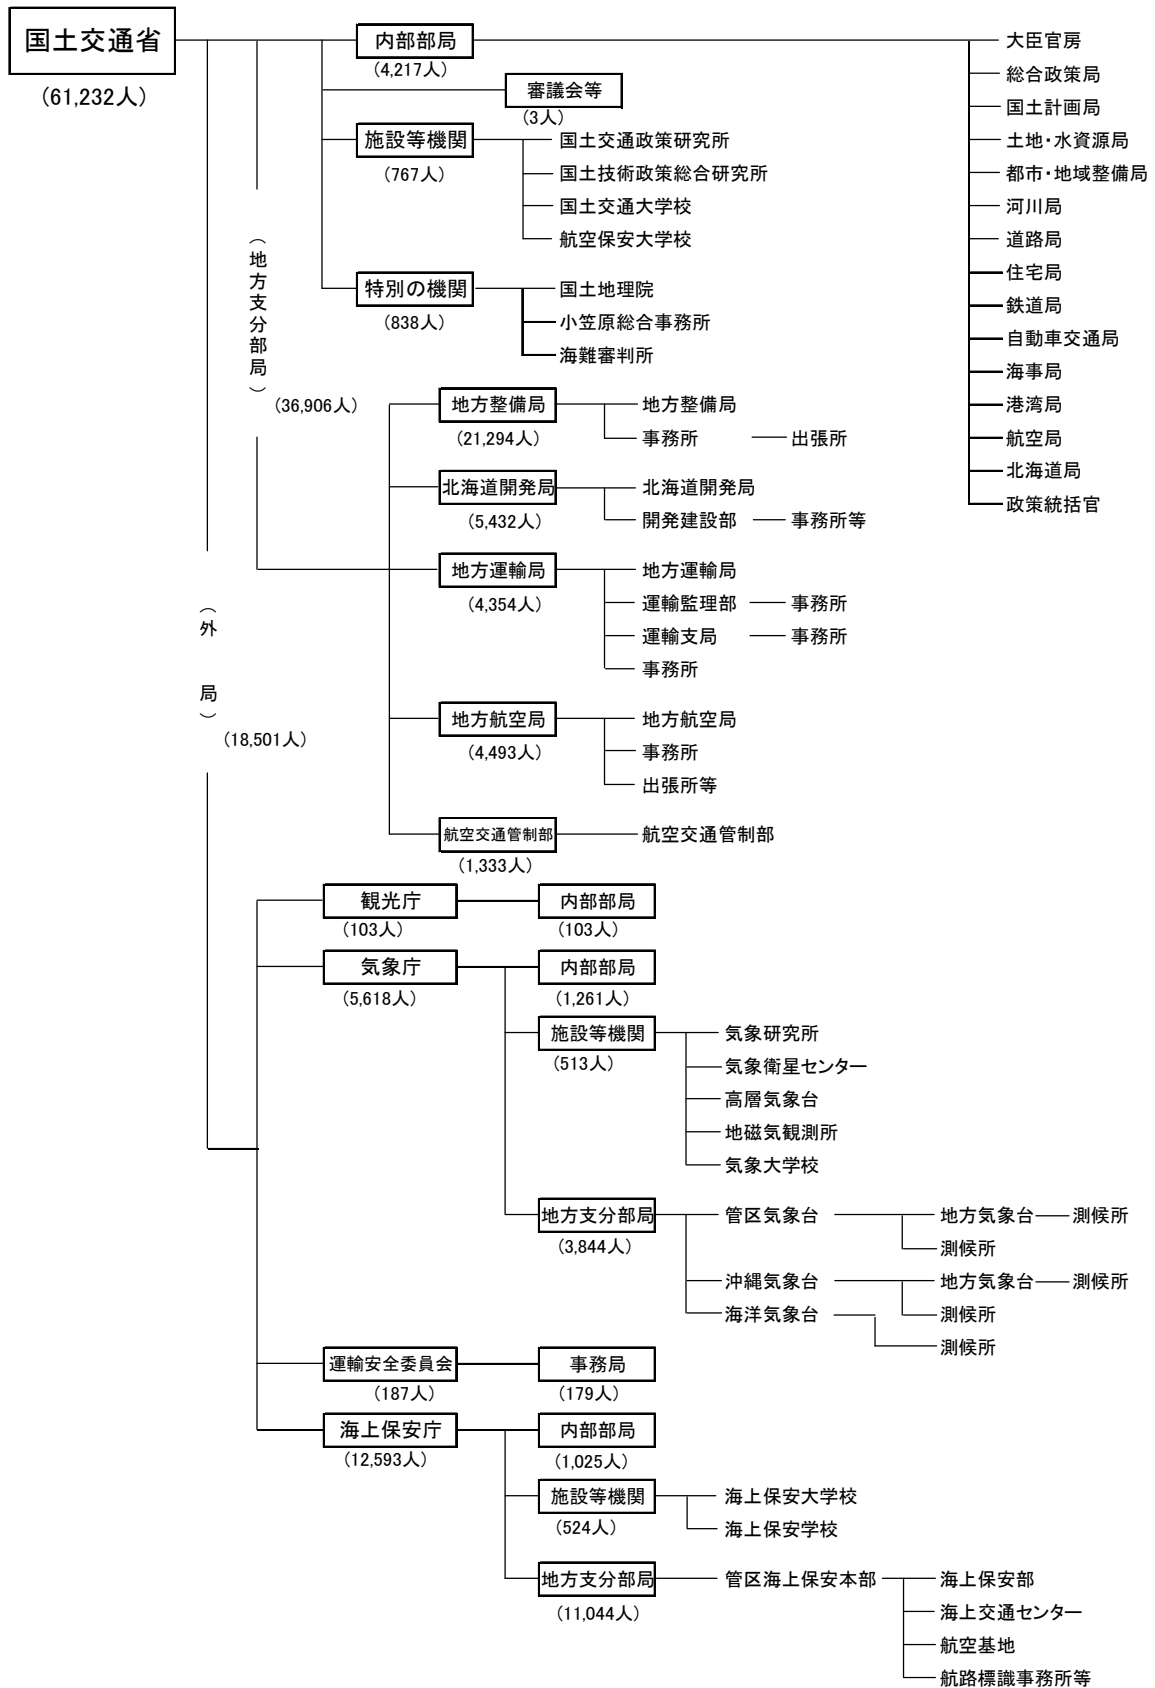 国土交通省
(61,232人)
内部部局
(4,217人)
大臣官房
総合政策局
国土計画局
土地・水資源局
都市・地域整備局
河川局
道路局
住宅局
鉄道局
自動車交通局
海事局
港湾局
航空局
北海道局
政策統括官
審議会等
(3人)
施設等機関
(767人)
国土交通政策研究所
国土技術政策総合研究所
国土交通大学校
航空保安大学校
特別の機関
(838人)
国土地理院
小笠原総合事務所
海難審判所
(地方支分部局)
(36,906人)
地方整備局
(21,294人)
地方整備局
事務所
出張所
北海道開発局
(5,432人)
北海道開発局
開発建設部
事務所等
地方運輸局
(4,354人)
地方運輸局
運輸監理部
事務所
運輸支局
事務所
事務所
地方航空局
(4,493人)
地方航空局
事務所
出張所等
航空交通管制部
(1,333人)
航空交通管制部
(外局)
(18,501人)
観光庁
(103人)
内部部局
(103人)
気象庁
(5,618人)
内部部局
(1,261人)
施設等機関
(513人)
気象研究所
気象衛星センター
高層気象台
地磁気観測所
気象大学校
地方支分部局
(3,844人)
管区気象台
地方気象台
測候所
測候所
沖縄気象台
地方気象台
測候所
測候所
海洋気象台
測候所
運輸安全委員会
(187人)
事務局
(179人)
海上保安庁
(12,593人)
内部部局
(1,025人)
施設等機関
(524人)
海上保安大学校
海上保安学校
地方支分部局
(11,044人)
管区海上保安本部
海上保安部
海上交通センター
航空基地
航路標識事務所等